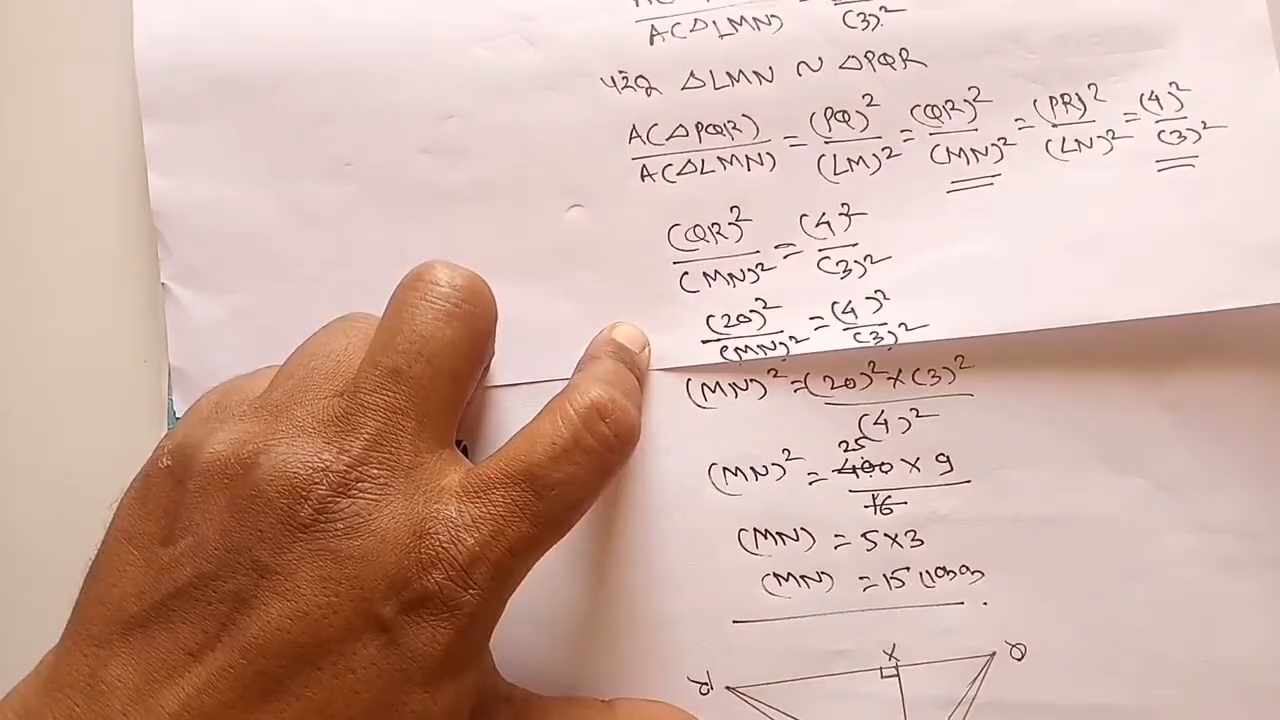 A(△LMN) (3)²
△LMN ~ △PQR
A(△PQR)/A(△LMN) = (PQ)²/(LM)² = (QR)²/(MN)² = (PR)²/(LN)² = (4)²/(3)²
(QR)²/(MN)² = (4)²/(3)²
(20)²/(MN)² = (4)²/(3)²
(MN)² = (20)² × (3)²/(4)²
(MN)² = 25 400 × 9/16
(MN) = 5×3
(MN) = 15
X